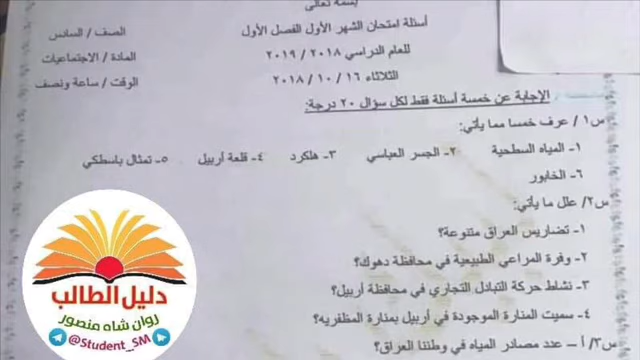 بسمه تعالى
أسئلة امتحان الشهر الأول الفصل الأول
الصف / السادس
للعام الدراسي ٢٠١٨ / ٢٠١٩
المادة / الاجتماعيات
الثلاثاء ١٦ / ١٠ / ٢٠١٨
الوقت / ساعة ونصف
الإجابة عن خمسة أسئلة فقط لكل سؤال ٢٠ درجة:
س١/ عرف خمسا مما يأتي:
١- المياه السطحية ٢- الجسر العباسي ٣- هلكرد ٤- قلعة أربيل ٥- تمثال باسطكي
٦- الخابور
س٢/ علل ما يأتي:
١- تضاريس العراق متنوعة؟
٢- وفرة المراعي الطبيعية في محافظة دهوك؟
٣- نشاط حركة التبادل التجاري في محافظة أربيل؟
٤- سميت المنارة الموجودة في أربيل بمنارة المظفريه؟
س٣/ أ – عدد مصادر المياه في وطننا العراق؟
دليل الطالب
روان شاه منصور
@Student_SM